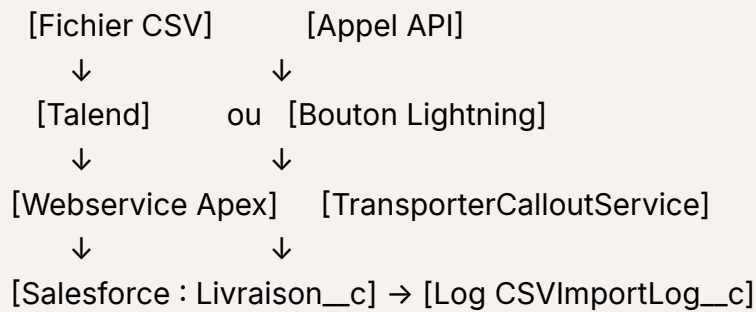 [Fichier CSV] [Appel API]
↓ ↓
[Talend] ou [Bouton Lightning]
↓ ↓
[Webservice Apex] [TransporterCalloutService]
↓ ↓
[Salesforce : Livraison__c] → [Log CSVImportLog__c]